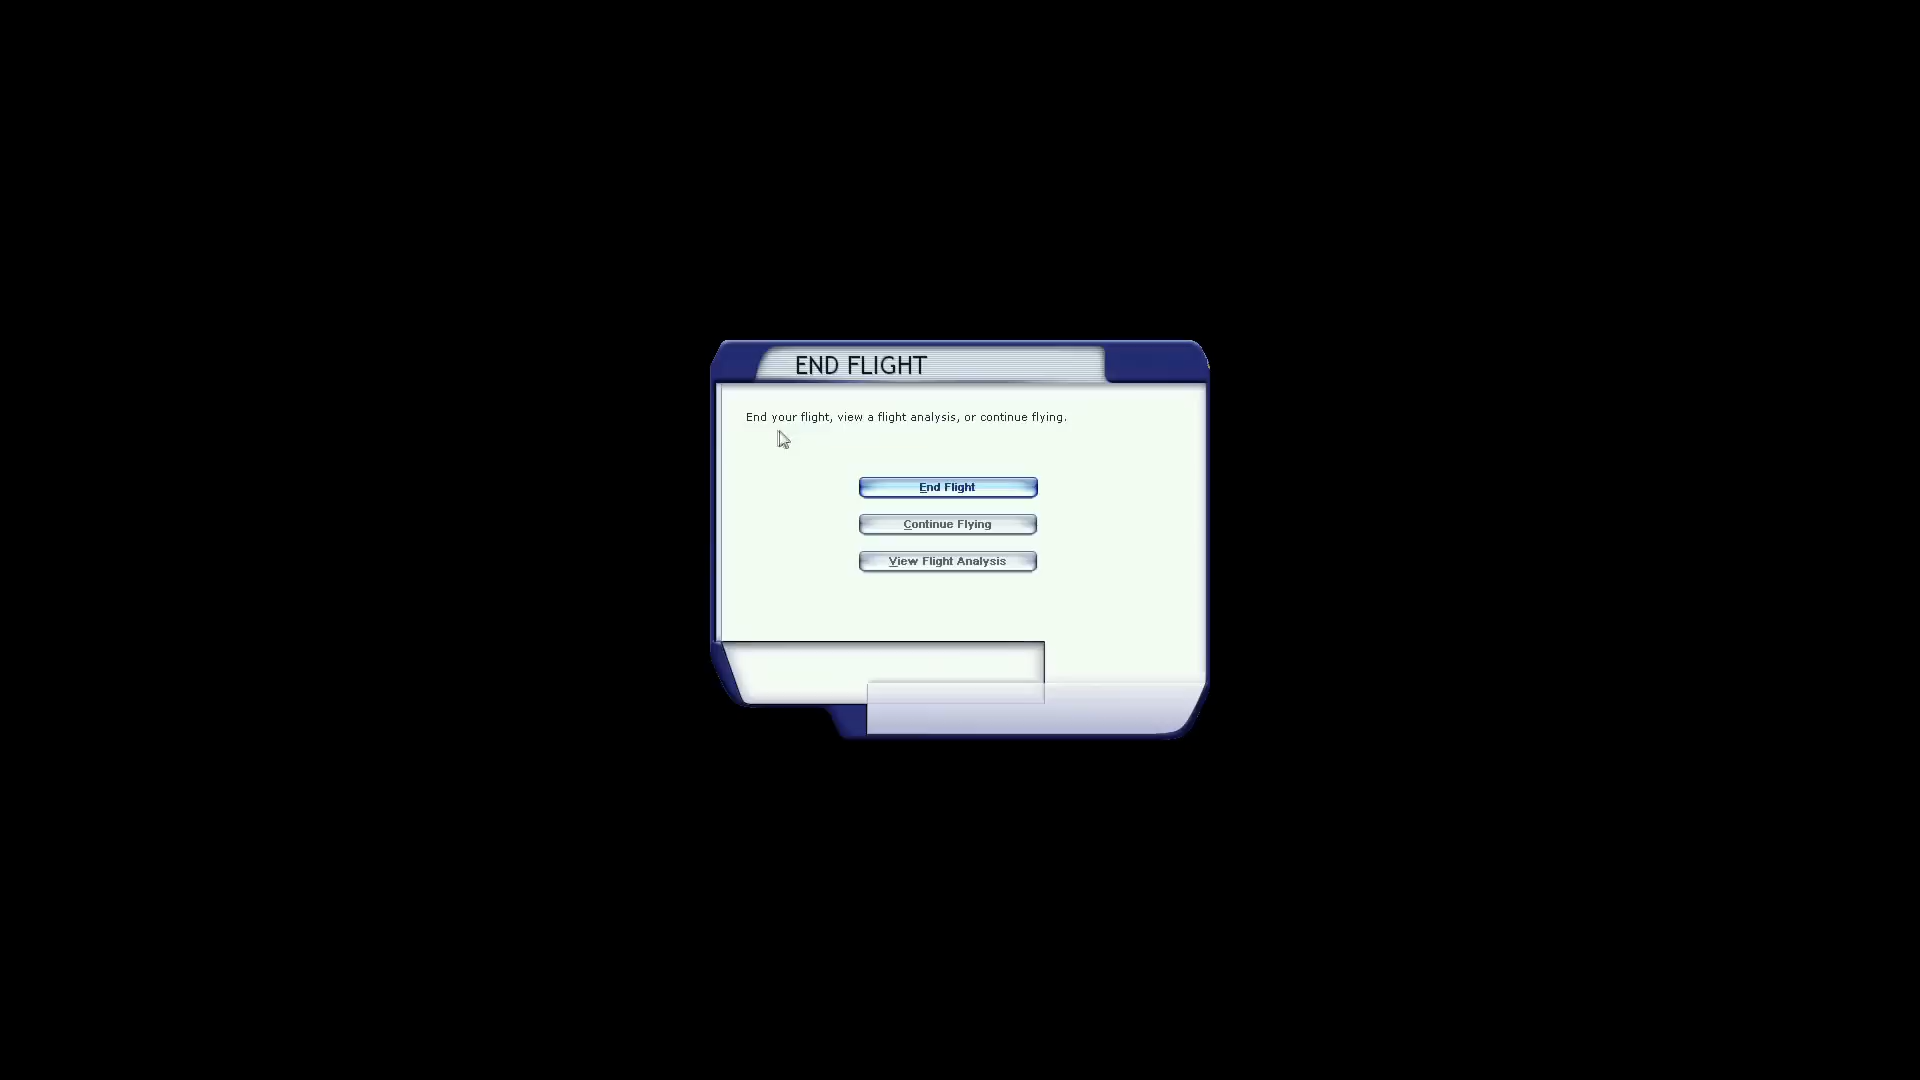 END FLIGHT
End your flight, view a flight analysis, or continue flying.
End Flight
Continue Flying
View Flight Analysis